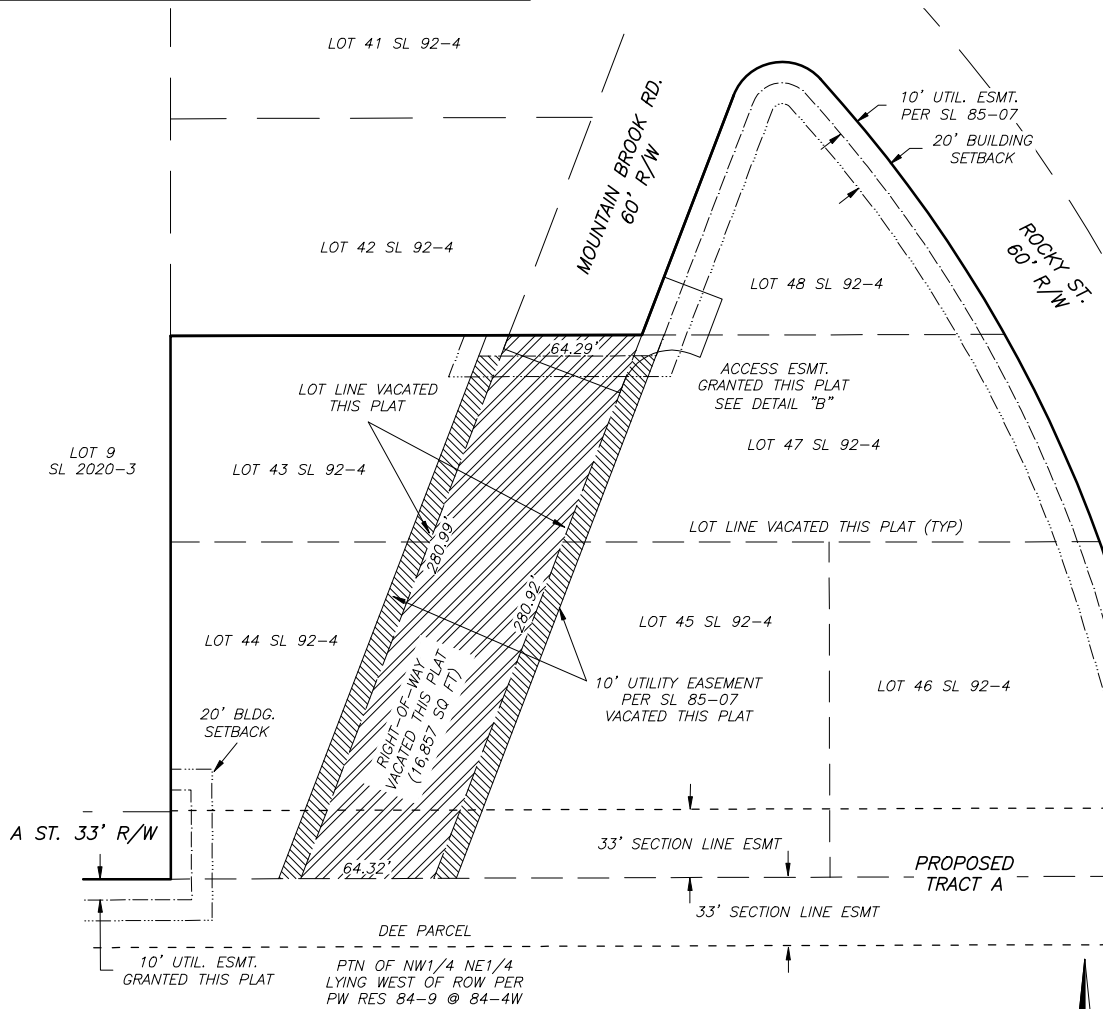 LOT 41 SL 92-4
MOUNTAIN BROOK RD.
60' R/W
10' UTIL. ESMT.
PER SL 85-07
20' BUILDING
SETBACK
ROCKY ST.
60' R/W
LOT 42 SL 92-4
LOT 48 SL 92-4
64.29'
ACCESS ESMT.
GRANTED THIS PLAT
SEE DETAIL "B"
LOT LINE VACATED
THIS PLAT
LOT 9
SL 2020-3
LOT 43 SL 92-4
LOT 47 SL 92-4
LOT LINE VACATED THIS PLAT (TYP)
280.99'
280.92'
LOT 44 SL 92-4
LOT 45 SL 92-4
LOT 46 SL 92-4
10' UTILITY EASEMENT
PER SL 85-07
VACATED THIS PLAT
RIGHT-OF-WAY
VACATED THIS PLAT
(16,857 SQ FT)
20' BLDG.
SETBACK
A ST. 33' R/W
33' SECTION LINE ESMT
PROPOSED
TRACT A
64.32'
33' SECTION LINE ESMT
DEE PARCEL
10' UTIL. ESMT.
GRANTED THIS PLAT
PTN OF NW1/4 NE1/4
LYING WEST OF ROW PER
PW RES 84-9 @ 84-4W